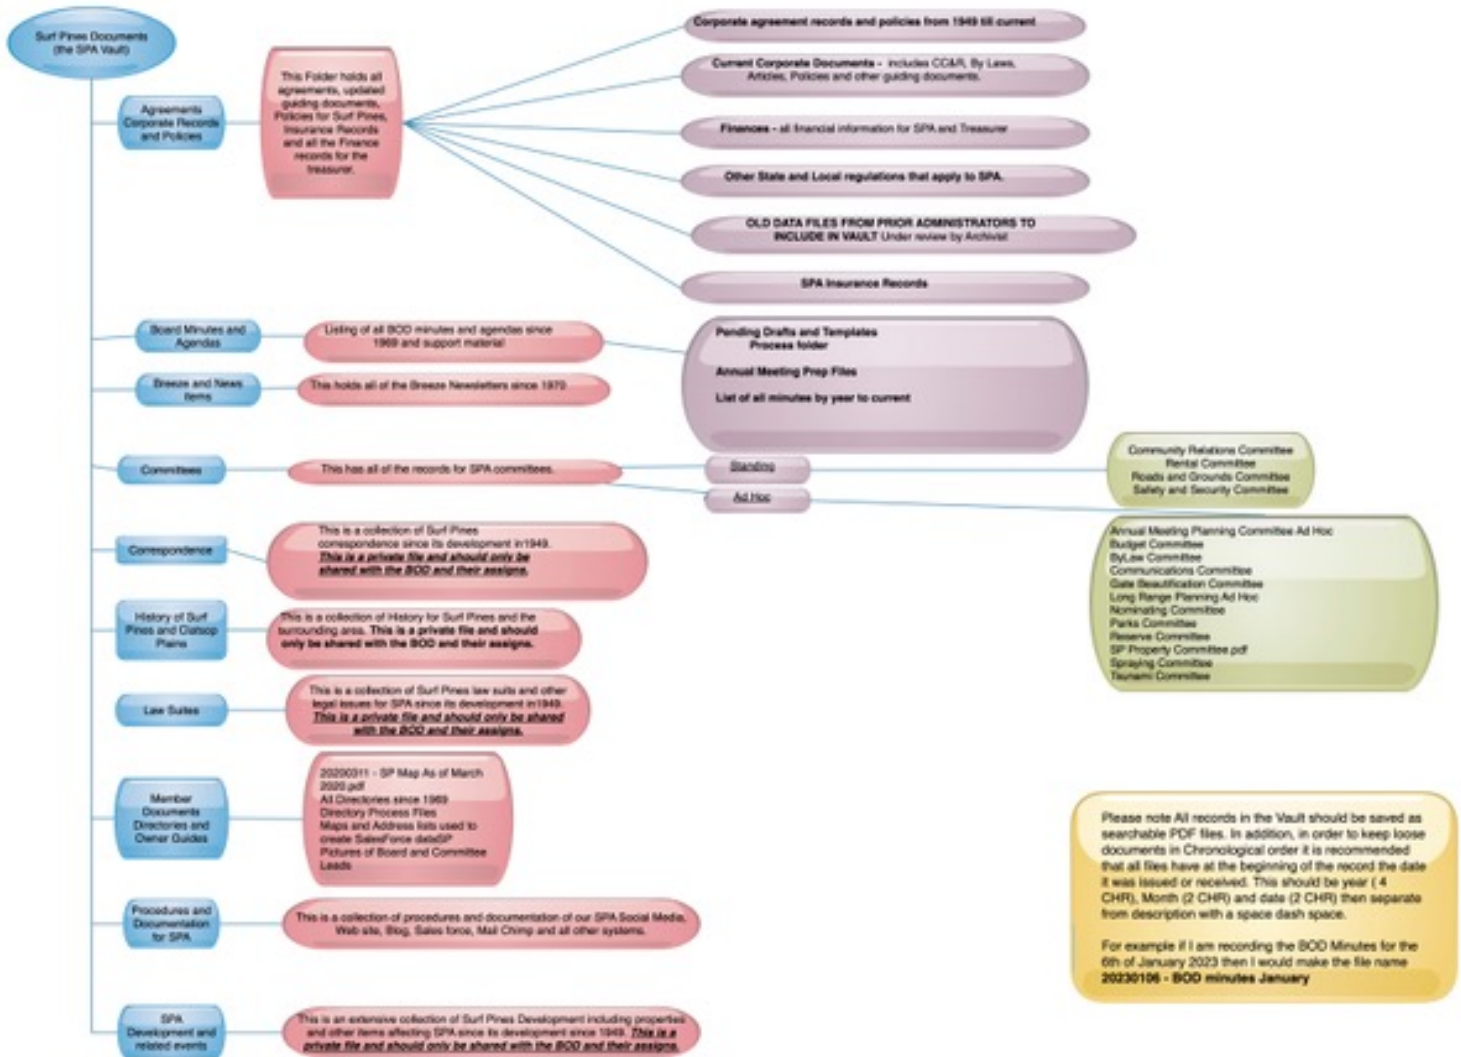 Surf Pines Documents
(the SPA Vault)
Agreements
Corporate Records
and Policies
This Folder holds all
agreements, updated
guiding documents,
Policies for Surf Pines,
Insurance Records
and all the Finance
records for the
treasurer.
Corporate agreement records and policies from 1949 till current
Current Corporate Documents - includes CC&R, By Laws,
Articles, Policies and other guiding documents.
Finances - all financial information for SPA and Treasurer
Other State and Local regulations that apply to SPA.
OLD DATA FILES FROM PRIOR ADMINISTRATORS TO
INCLUDE IN VAULT Under review by Archivist
SPA Insurance Records
Board Minutes and
Agendas
Listing of all BOD minutes and agendas since
1969 and support material
Pending Drafts and Templates
Process folder
Annual Meeting Prep Files
List of all minutes by year to current
Breeze and News
items
This holds all of the Breeze Newsletters since 1970
Committees
This has all of the records for SPA committees.
Standing
Ad Hoc
Community Relations Committee
Rental Committee
Roads and Grounds Committee
Safety and Security Committee
Annual Meeting Planning Committee Ad Hoc
Budget Committee
ByLaw Committee
Communications Committee
Gate Beautification Committee
Long Range Planning Ad Hoc
Nominating Committee
Parks Committee
Reserve Committee
SP Property Committee.pdf
Spraying Committee
Tsunami Committee
Correspondence
This is a collection of Surf Pines
correspondence since its development in1949.
This is a private file and should only be
shared with the BOD and their assigns.
History of Surf
Pines and Clatsop
Plains
This is a collection of History for Surf Pines and the
surrounding area. This is a private file and should
only be shared with the BOD and their assigns.
Law Suites
This is a collection of Surf Pines law suits and other
legal issues for SPA since its development in1949.
This is a private file and should only be shared
with the BOD and their assigns.
Member
Documents
Directories and
Owner Guides
20200311 - SP Map As of March
2020.pdf
All Directories since 1969
Directory Process Files
Maps and Address lists used to
create SalesForce dataSP
Pictures of Board and Committee
Leads
Procedures and
Documentation
for SPA
This is a collection of procedures and documentation of our SPA Social Media,
Web site, Blog, Sales force, Mail Chimp and all other systems.
SPA
Development and
related events
This is an extensive collection of Surf Pines Development including properties
and other items affecting SPA since its development since 1949. This is a
private file and should only be shared with the BOD and their assigns.
Please note All records in the Vault should be saved as
searchable PDF files. In addition, in order to keep loose
documents in Chronological order it is recommended
that all files have at the beginning of the record the date
it was issued or received. This should be year ( 4
CHR), Month (2 CHR) and date (2 CHR) then separate
from description with a space dash space.
For example if I am recording the BOD Minutes for the
6th of January 2023 then I would make the file name
20230106 - BOD minutes January